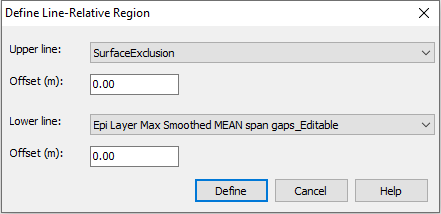 Define Line-Relative Region
Upper line: SurfaceExclusion
Offset (m): 0.00
Lower line: Epi Layer Max Smoothed MEAN span gaps_Editable
Offset (m): 0.00
Define Cancel Help